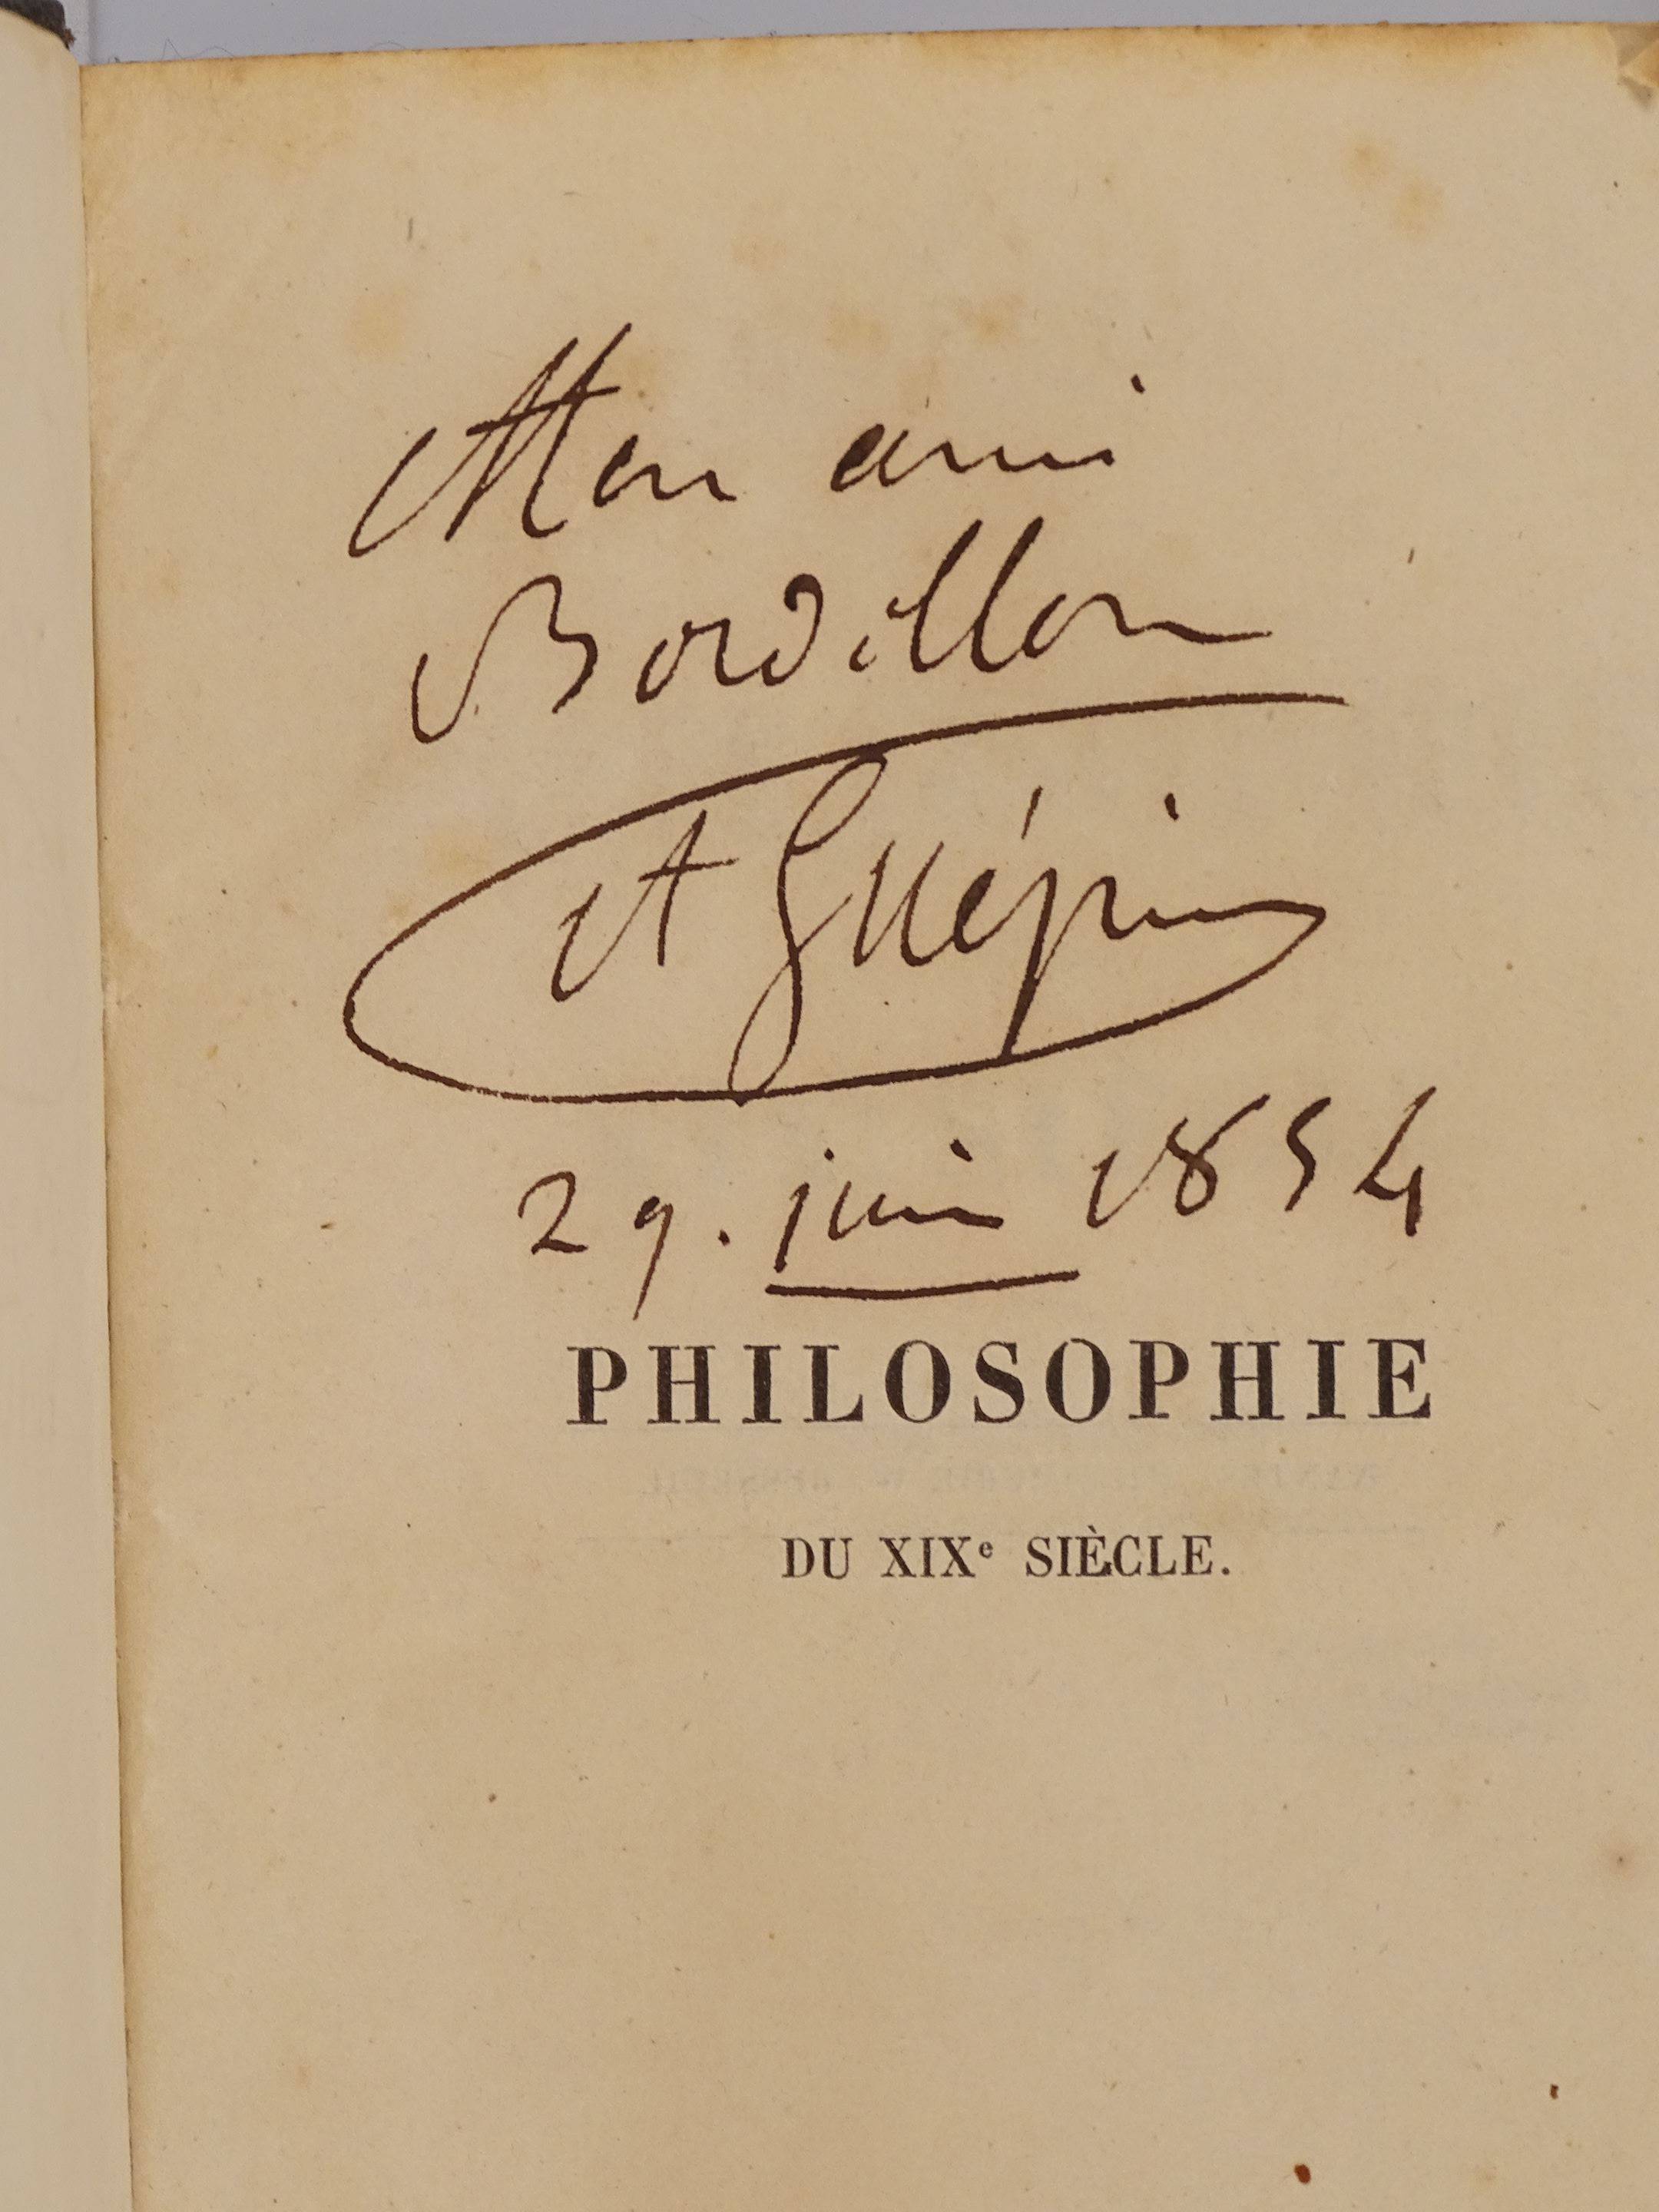 Mon ami
Bordillon
A Guépin
29. juin 1854
PHILOSOPHIE
DU XIXe SIÈCLE.